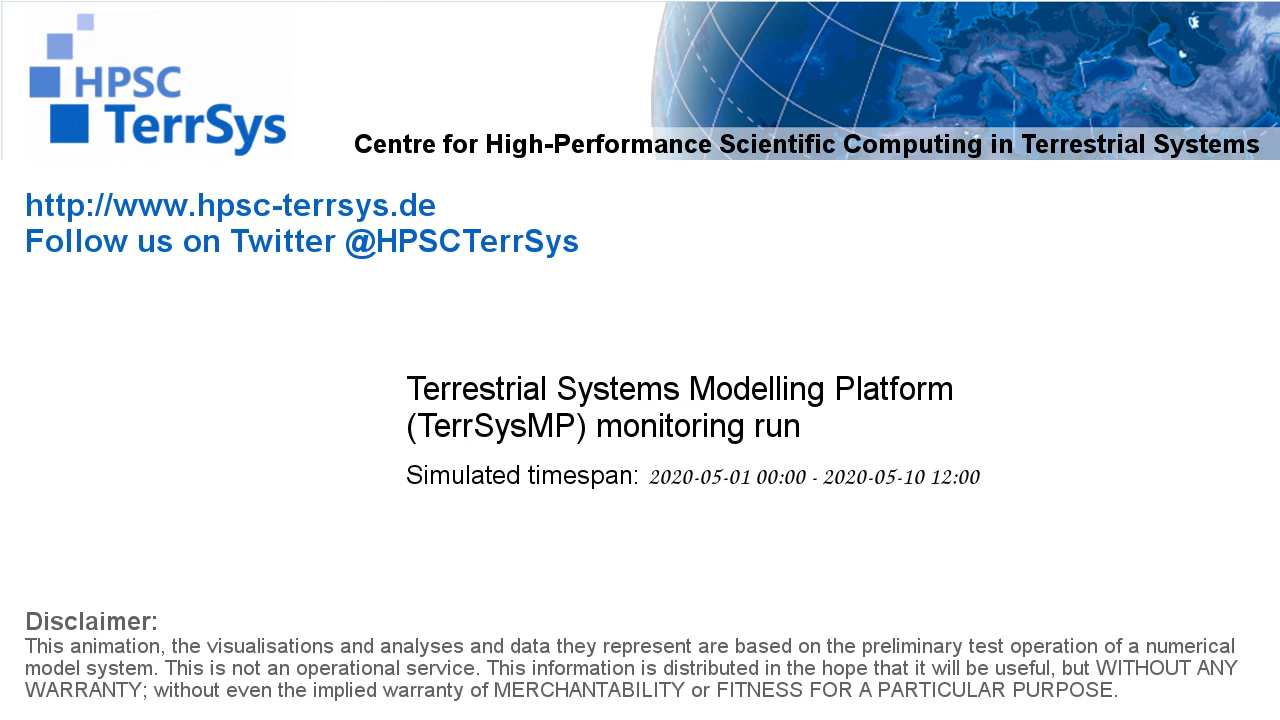 HPSC
TerrSys
Centre for High-Performance Scientific Computing in Terrestrial Systems
http://www.hpsc-terrsys.de
Follow us on Twitter @HPSCTerrSys
Terrestrial Systems Modelling Platform
(TerrSysMP) monitoring run
Simulated timespan: 2020-05-01 00:00 - 2020-05-10 12:00
Disclaimer:
This animation, the visualisations and analyses and data they represent are based on the preliminary test operation of a numerical
model system. This is not an operational service. This information is distributed in the hope that it will be useful, but WITHOUT ANY
WARRANTY; without even the implied warranty of MERCHANTABILITY or FITNESS FOR A PARTICULAR PURPOSE.